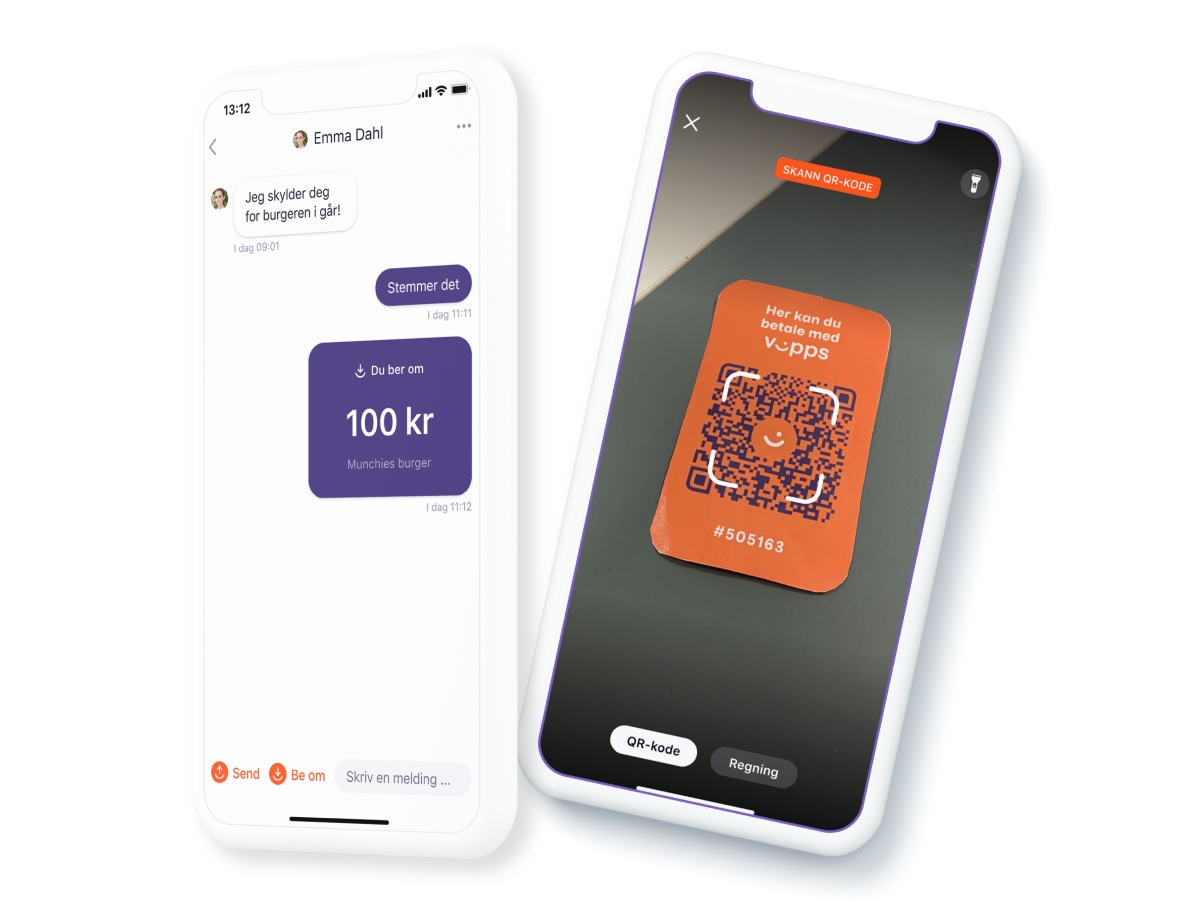 13:12
Emma Dahl
Jeg skylder deg
for burgeren i går!
I dag 09:01
Stemmer det
I dag 11:11
Du ber om
100 kr
Munchies burger
I dag 11:12
Send
Be om
Skriv en melding ...
SKANN QR-KODE
Her kan du
betale med
vipps
#505163
QR-kode
Regning